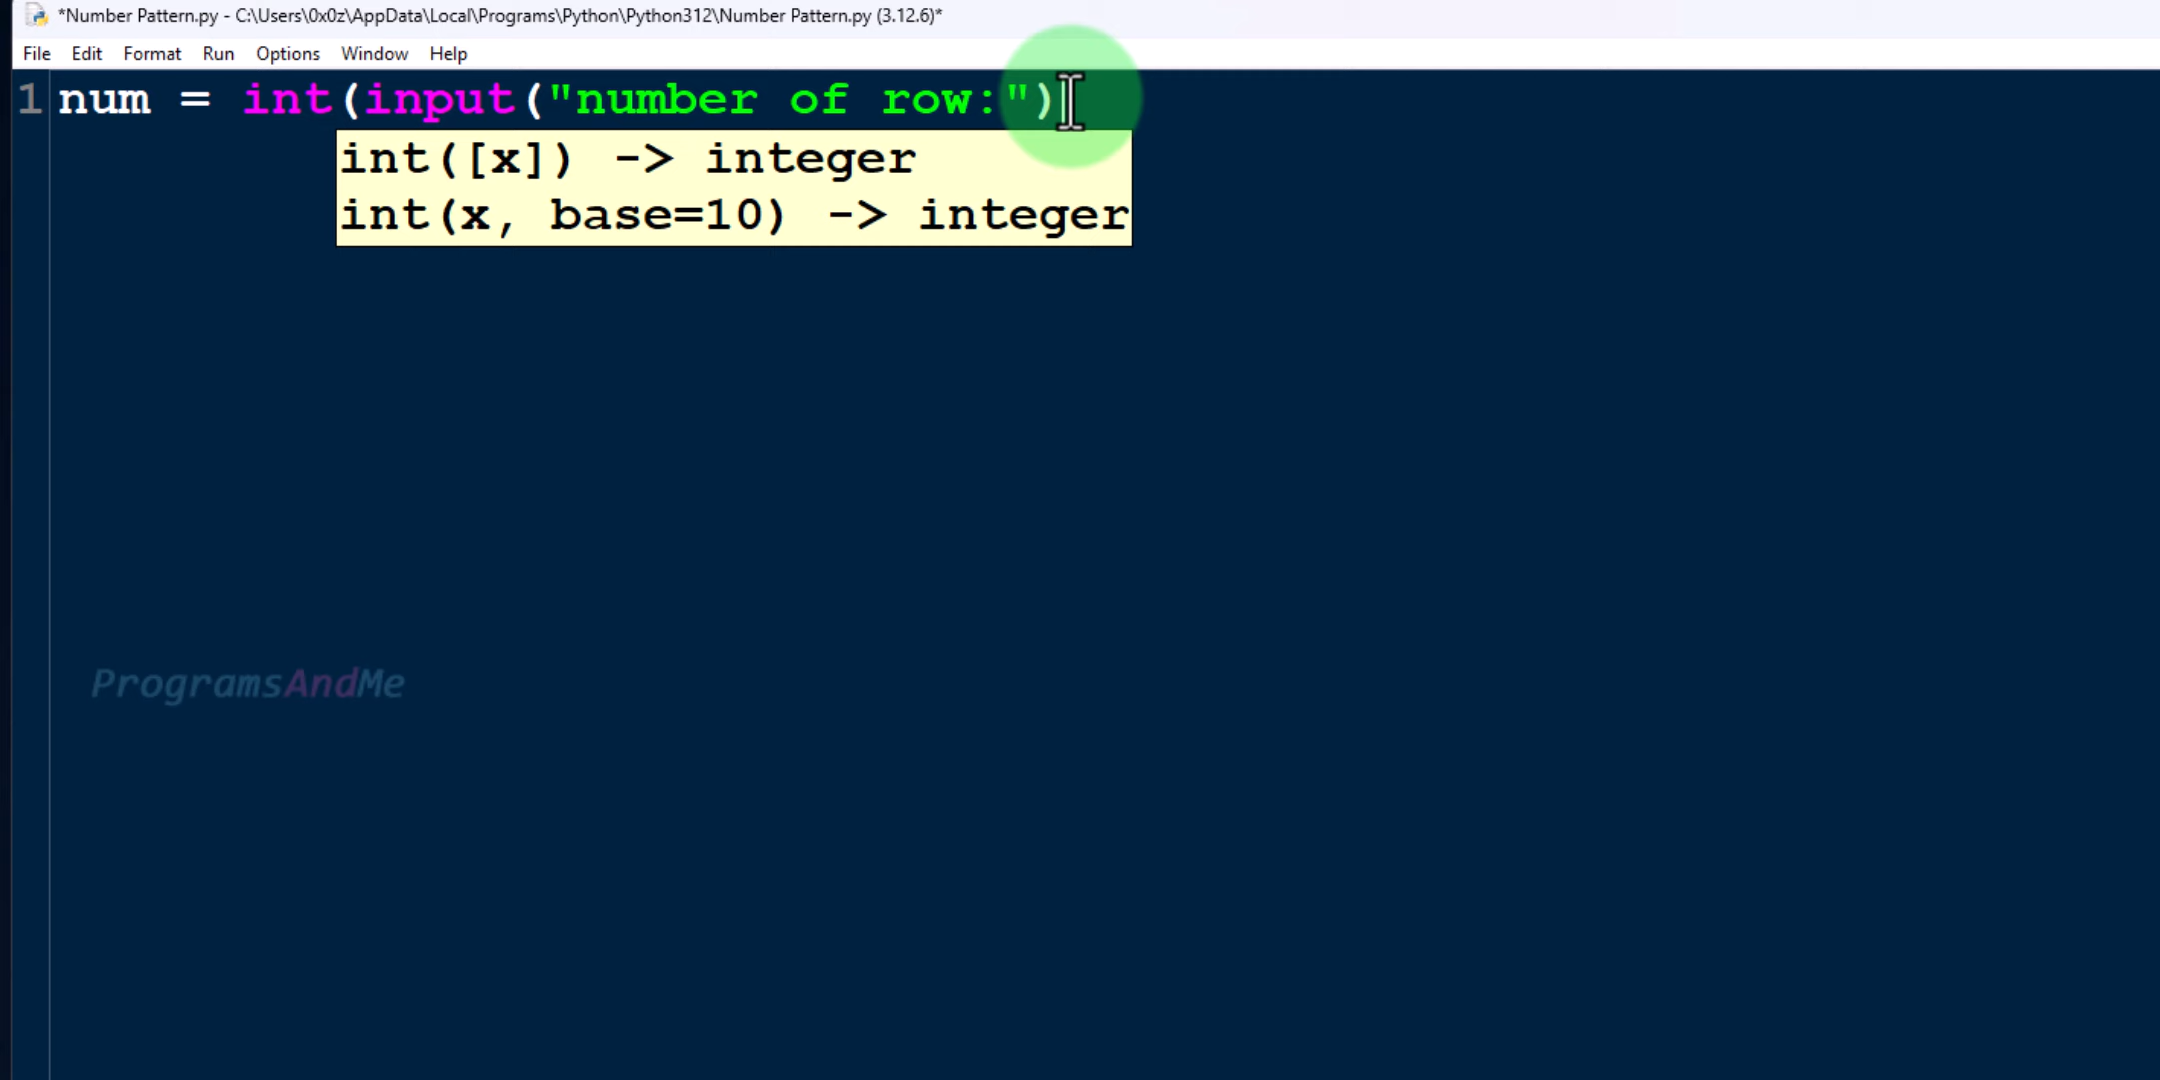 *Number Pattern.py - C:\Users\0x0z\AppData\Local\Programs\Python\Python312\Number Pattern.py (3.12.6)*
File Edit Format Run Options Window Help
1 num = int(input("number of row:")
int([x]) -> integer
int(x, base=10) -> integer
ProgramsAndMe